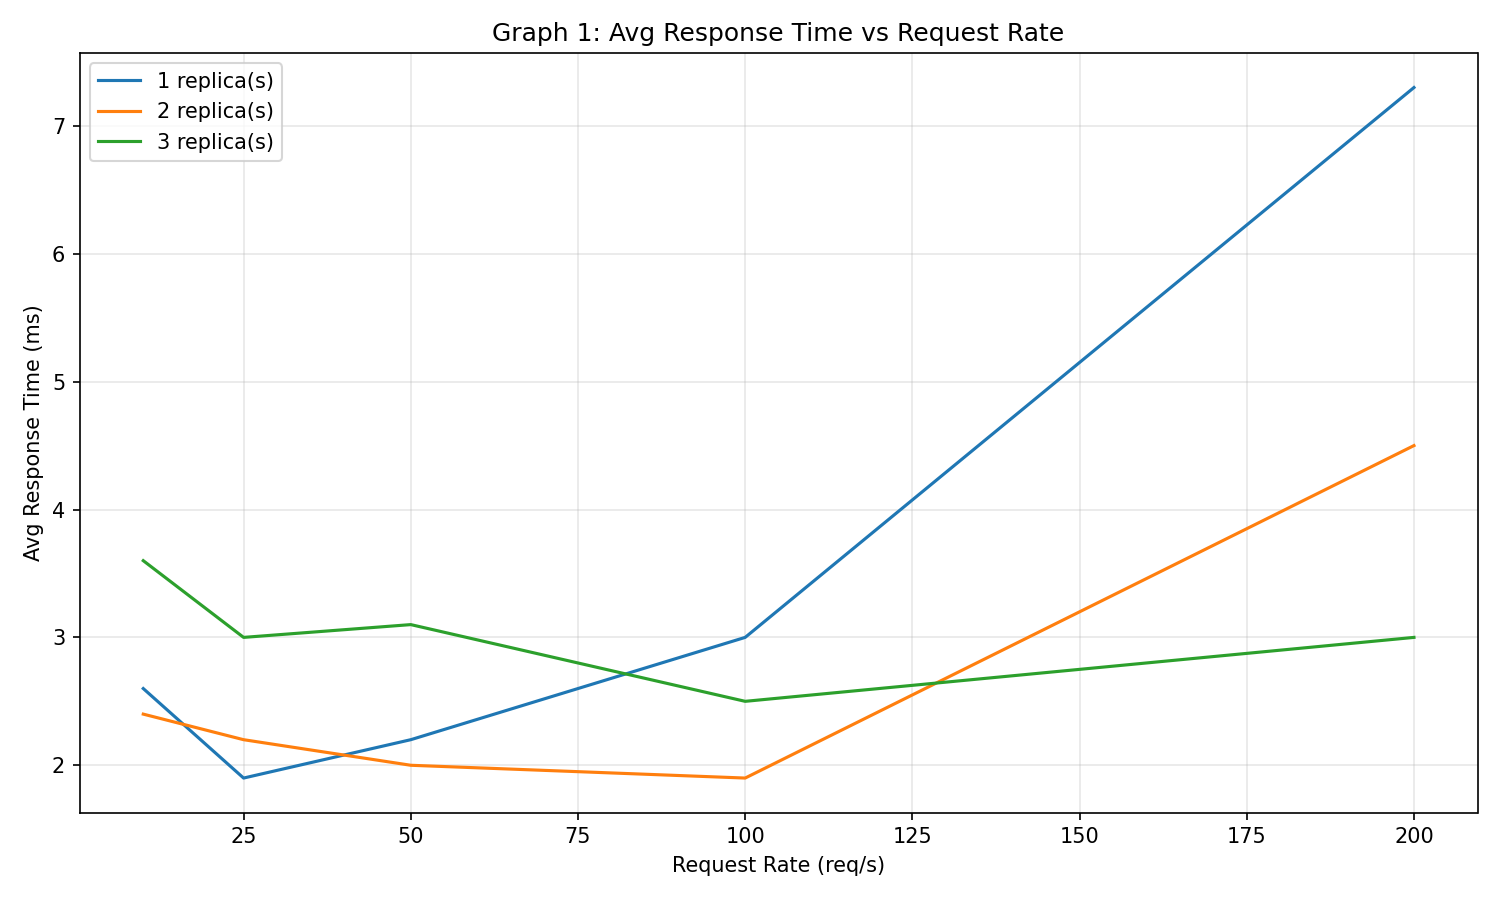 Graph 1: Avg Response Time vs Request Rate
1 replica(s)
2 replica(s)
3 replica(s)
Avg Response Time (ms)
7
6
5
4
3
2
25 50 75 100 125 150 175 200
Request Rate (req/s)